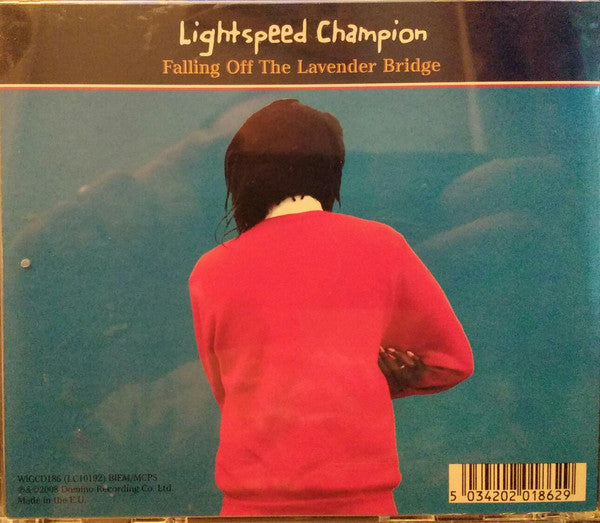 Lightspeed Champion
Falling Off The Lavender Bridge
WIGCD186 (LC10192) BIEM/MCPS
℗&©2008 Domino Recording Co. Ltd.
Made in the E.U.
5 034202 018629